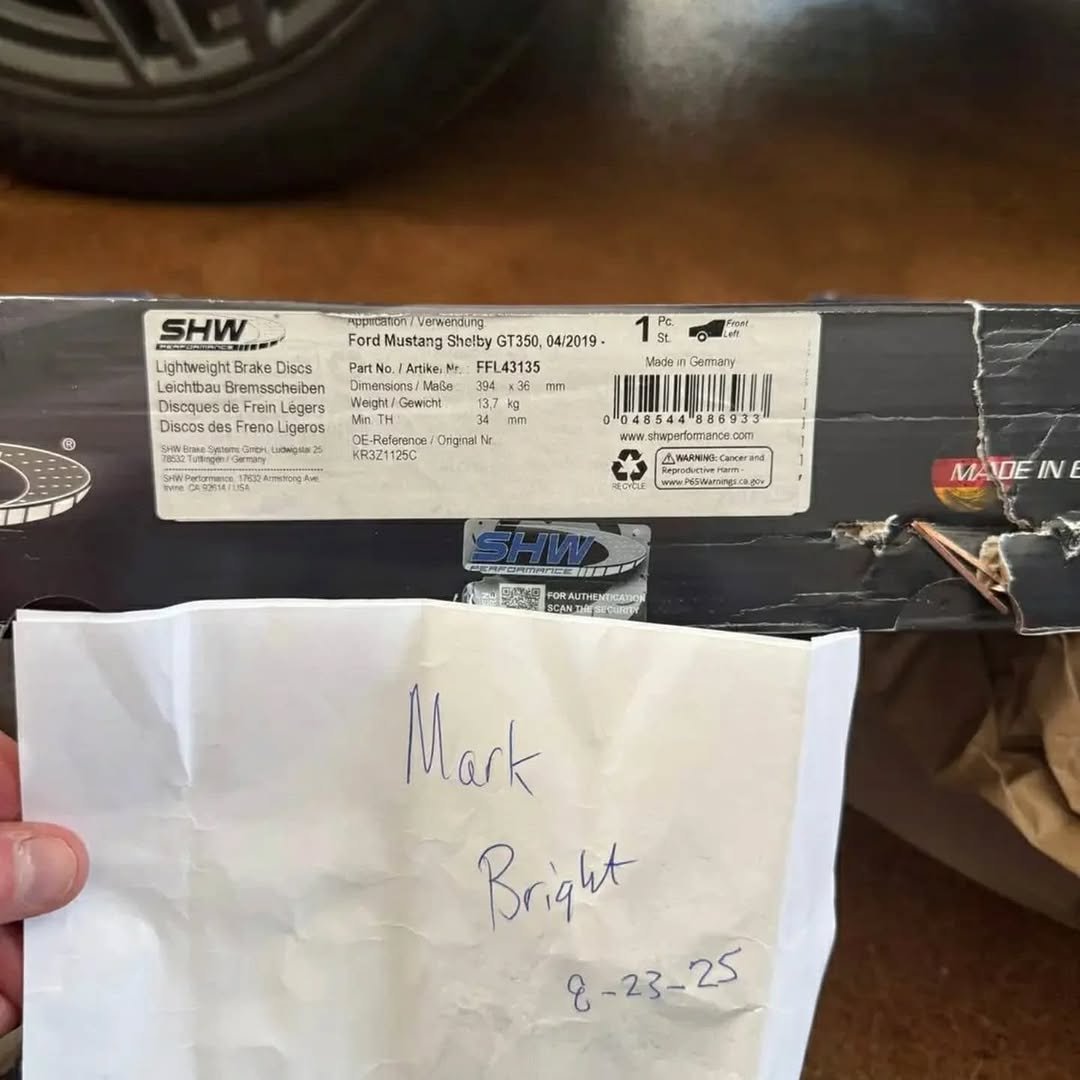 SHW
PERFORMANCE
Lightweight Brake Discs
Leichtbau Bremsscheiben
Discques de Frein Légers
Discos des Freno Ligeros
SHW Brake Systems GmbH, Ludwigstal 25
78532 Tuttlingen / Germany
SHW Performance, 17632 Armstrong Ave.
Irvine, CA 92614 / USA
Application / Verwendung
Ford Mustang Shelby GT350, 04/2019 -
Part No. / Artikel Nr. : FFL43135
Dimensions / Maße : 394 x 36 mm
Weight / Gewicht 13,7 kg
Min. TH 34 mm
OE-Reference / Original Nr.
KR3Z1125C
1 Pc.
St.
Front
Left
Made in Germany
0 048544 886933
www.shwperformance.com
RECYCLE
⚠WARNING: Cancer and
Reproductive Harm -
www.P65Warnings.ca.gov
®
MADE IN
SHW
PERFORMANCE
FOR AUTHENTICATION
SCAN THE SECURITY
Mark
Bright
8-23-25